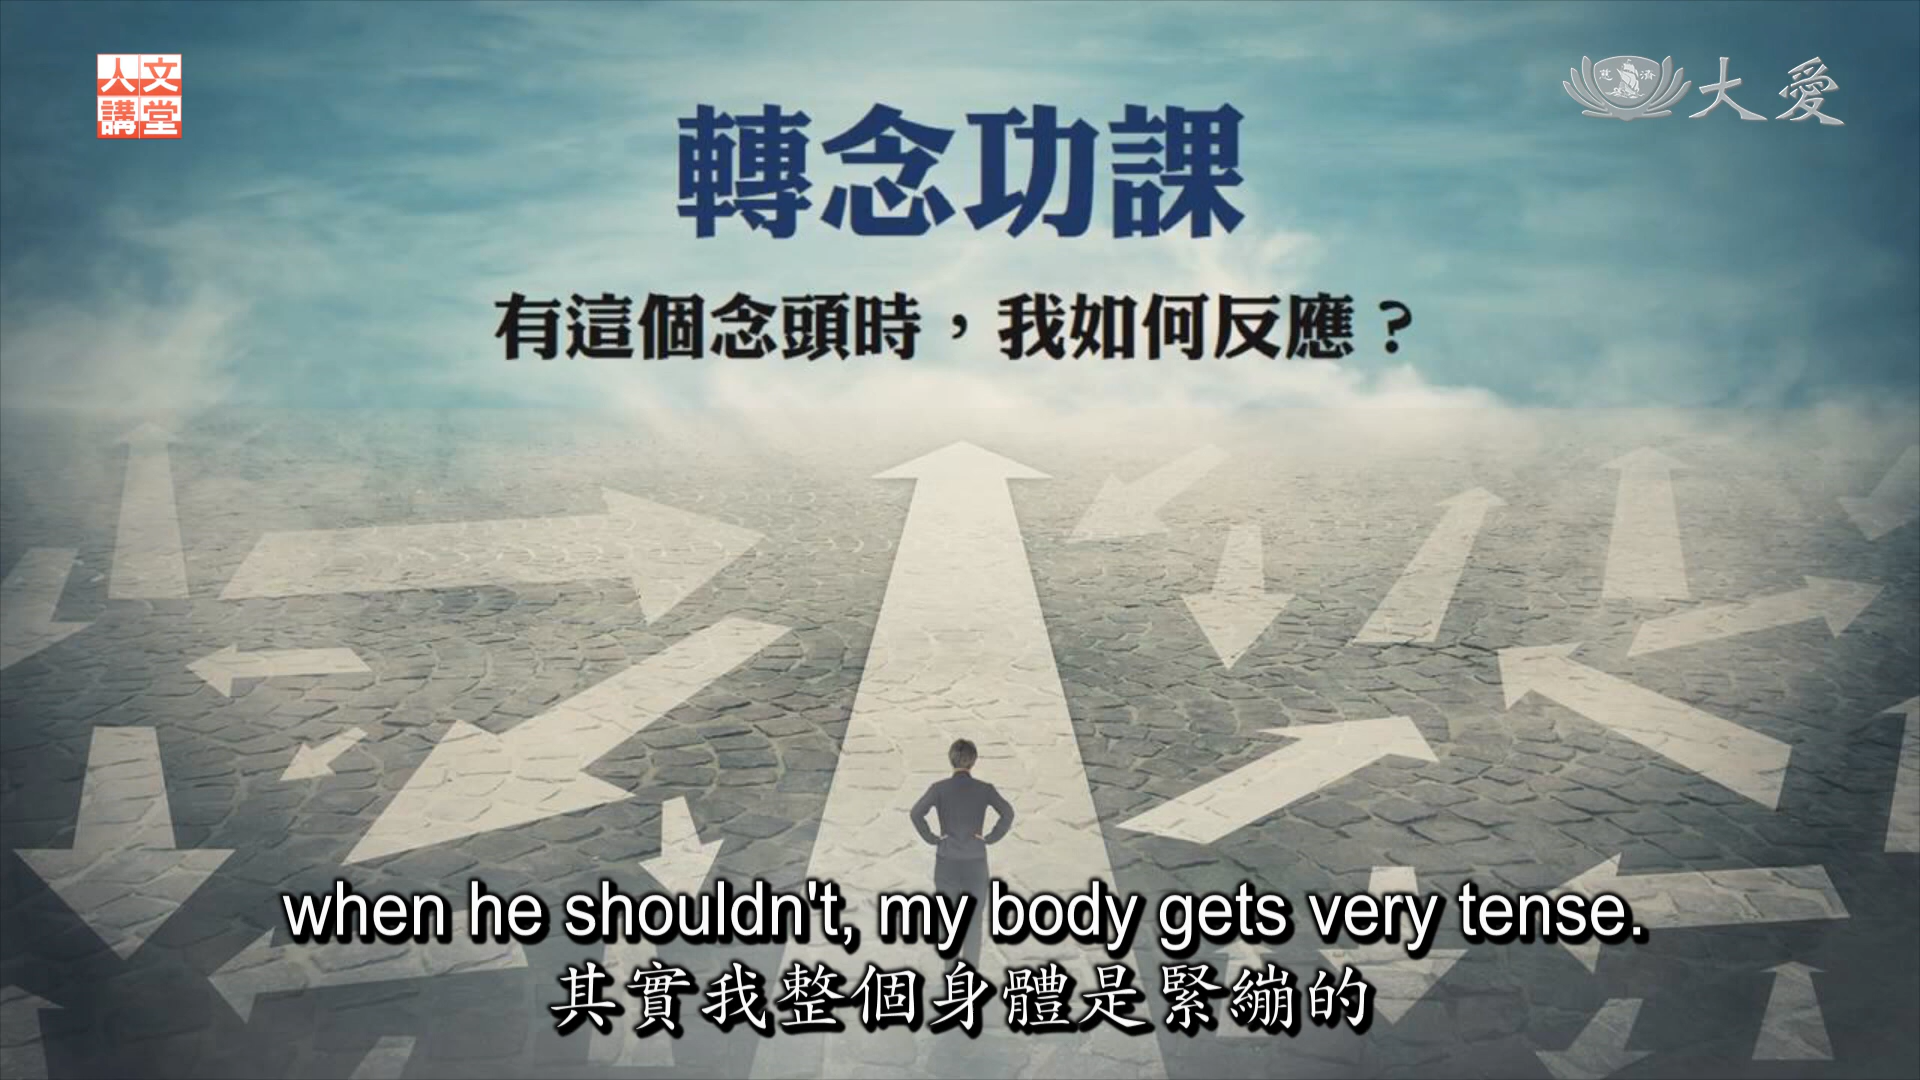 人文
講堂
慈濟
大愛
轉念功課
有這個念頭時，我如何反應？
when he shouldn't, my body gets very tense.
其實我整個身體是緊繃的